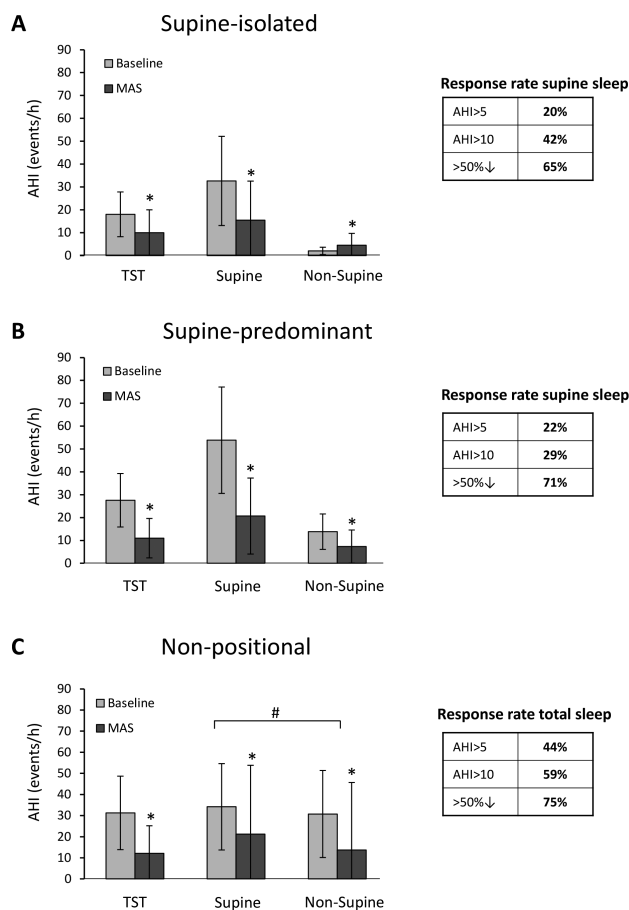 A Supine-isolated
90
80
70
60
50
40
30
20
10
0
AHI (events/h)
Baseline
MAS
*
*
*
TST Supine Non-Supine
Response rate supine sleep
AHI>5 20%
AHI>10 42%
>50%↓ 65%
B Supine-predominant
90
80
70
60
50
40
30
20
10
0
AHI (events/h)
Baseline
MAS
*
*
*
TST Supine Non-Supine
Response rate supine sleep
AHI>5 22%
AHI>10 29%
>50%↓ 71%
C Non-positional
90
80
70
60
50
40
30
20
10
0
AHI (events/h)
Baseline
MAS
#
*
*
*
TST Supine Non-Supine
Response rate total sleep
AHI>5 44%
AHI>10 59%
>50%↓ 75%